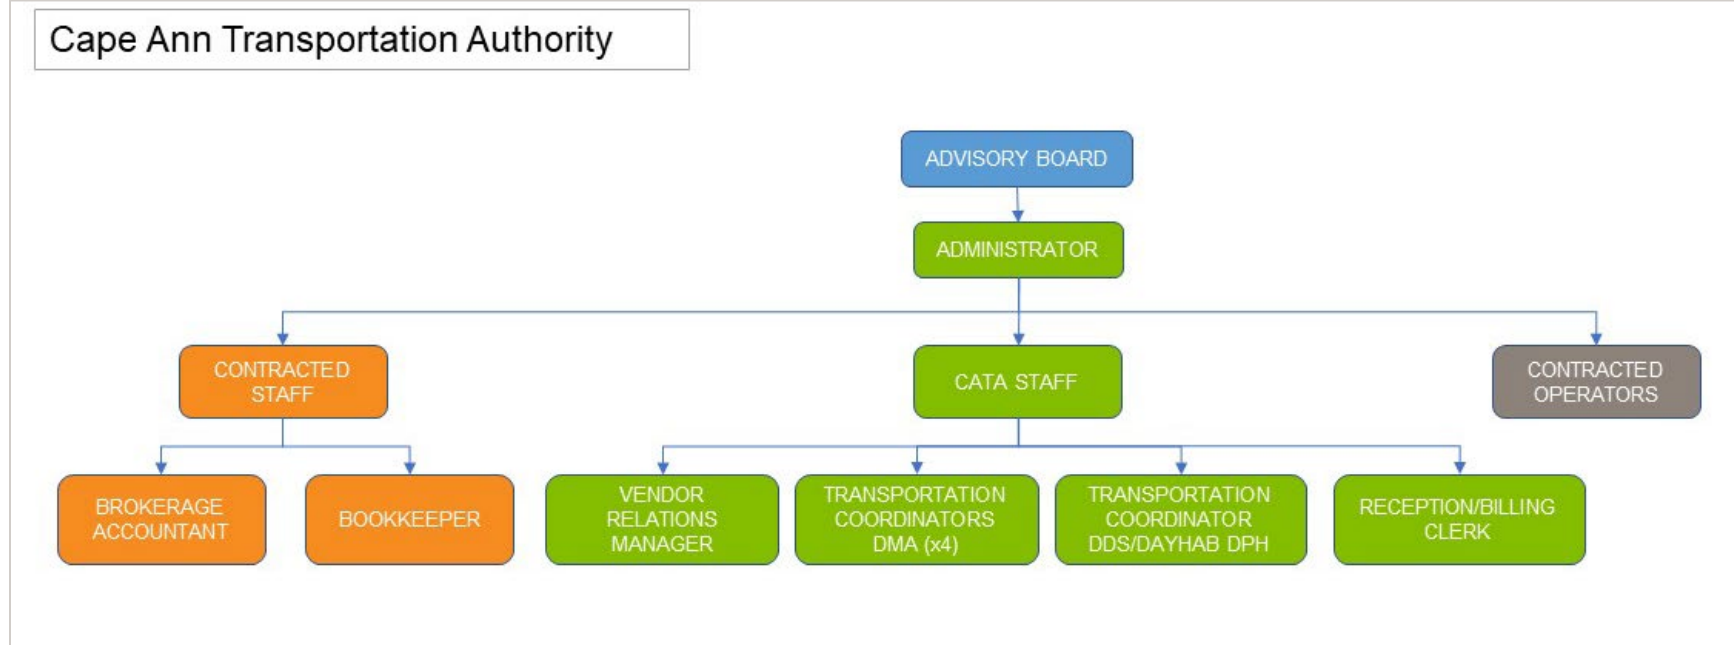 Cape Ann Transportation Authority
ADVISORY BOARD
ADMINISTRATOR
CONTRACTED
STAFF
CATA STAFF
CONTRACTED
OPERATORS
BROKERAGE
ACCOUNTANT
BOOKKEEPER
VENDOR
RELATIONS
MANAGER
TRANSPORTATION
COORDINATORS
DMA (x4)
TRANSPORTATION
COORDINATOR
DDS/DAYHAB DPH
RECEPTION/BILLING
CLERK